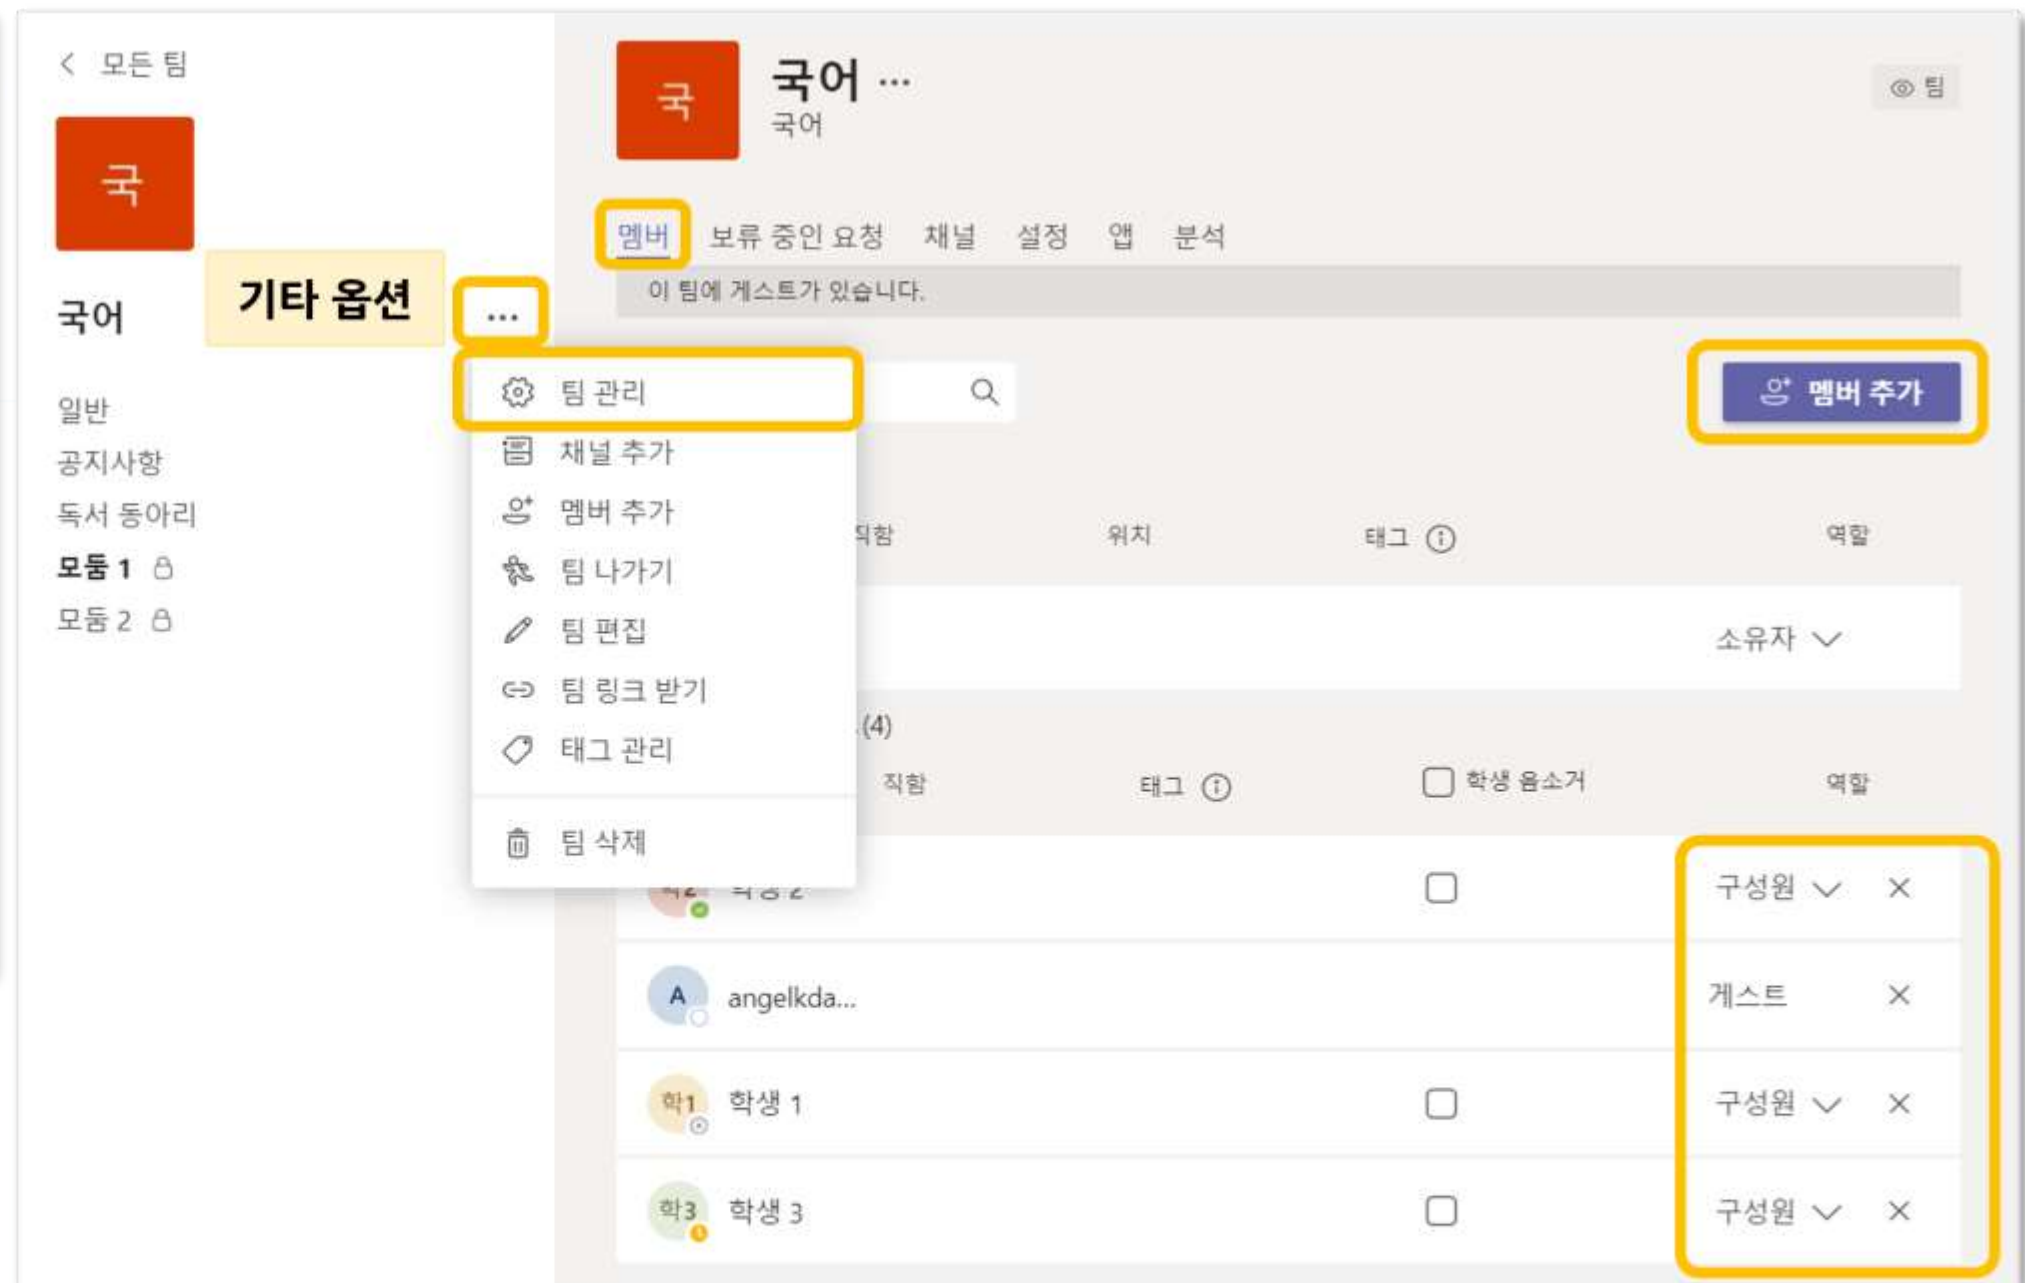 모든 팀
국
국어
기타 옵션
...
일반
공지사항
독서 동아리
모둠 1
모둠 2
팀 관리
채널 추가
멤버 추가
팀 나가기
팀 편집
팀 링크 받기
태그 관리
팀 삭제
국
국어 ...
국어
팀
멤버 보류 중인 요청 채널 설정 앱 분석
이 팀에 게스트가 있습니다.
멤버 추가
직함 위치 태그 역할
소유자
(4)
직함 태그 학생 음소거 역할
학2 학생 2 구성원
A angelkda... 게스트
학1 학생 1 구성원
학3 학생 3 구성원